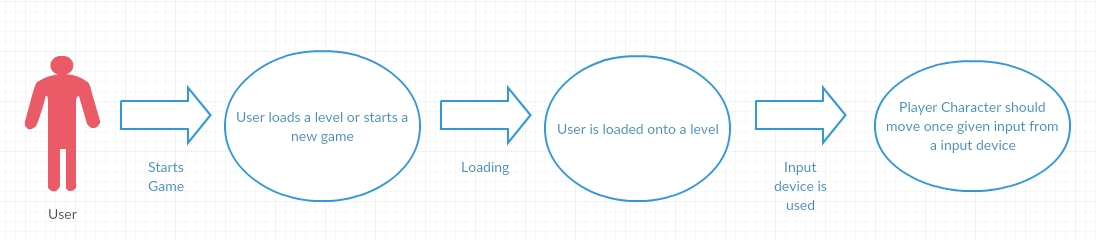 User
Starts
Game
User loads a level or starts a
new game
Loading
User is loaded onto a level
Input
device is
used
Player Character should
move once given input from
a input device